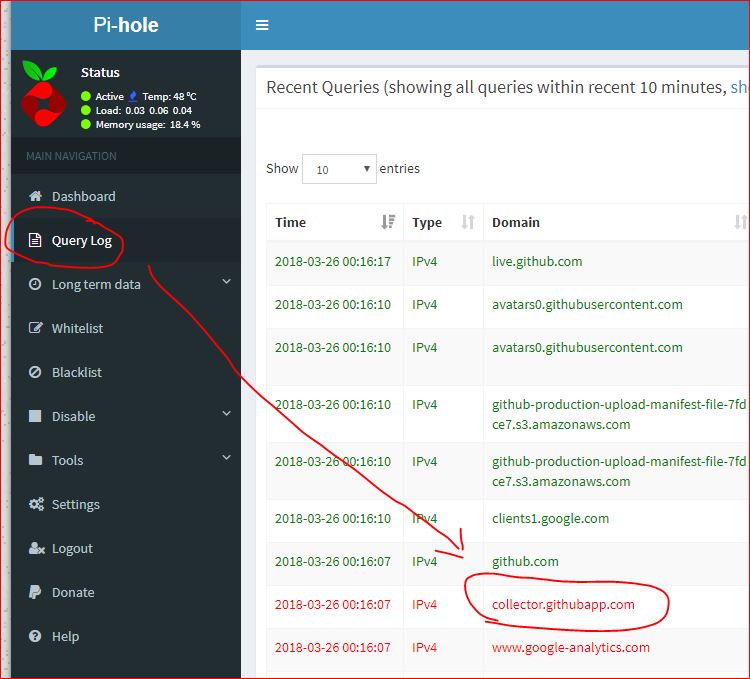 Pi-hole
Status
Active Temp: 48 °C
Load: 0.03 0.06 0.04
Memory usage: 18.4 %
MAIN NAVIGATION
Dashboard
Query Log
Long term data
Whitelist
Blacklist
Disable
Tools
Settings
Logout
Donate
Help
Recent Queries (showing all queries within recent 10 minutes, sh
Show 10 entries
Time Type Domain
2018-03-26 00:16:17 IPv4 live.github.com
2018-03-26 00:16:10 IPv4 avatars0.githubusercontent.com
2018-03-26 00:16:10 IPv4 avatars0.githubusercontent.com
2018-03-26 00:16:10 IPv4 github-production-upload-manifest-file-7fd
ce7.s3.amazonaws.com
2018-03-26 00:16:10 IPv4 github-production-upload-manifest-file-7fd
ce7.s3.amazonaws.com
2018-03-26 00:16:10 IPv4 clients1.google.com
2018-03-26 00:16:07 IPv4 github.com
2018-03-26 00:16:07 IPv4 collector.githubapp.com
2018-03-26 00:16:07 IPv4 www.google-analytics.com